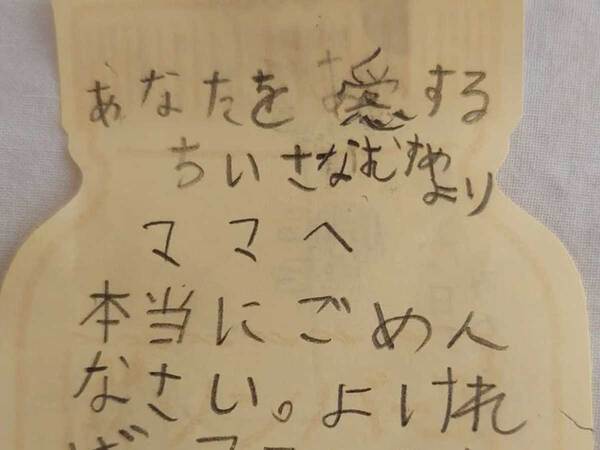 あなたを愛する
ちいさなむすめ
より
ママへ
本当にごめん
なさい。よけれ